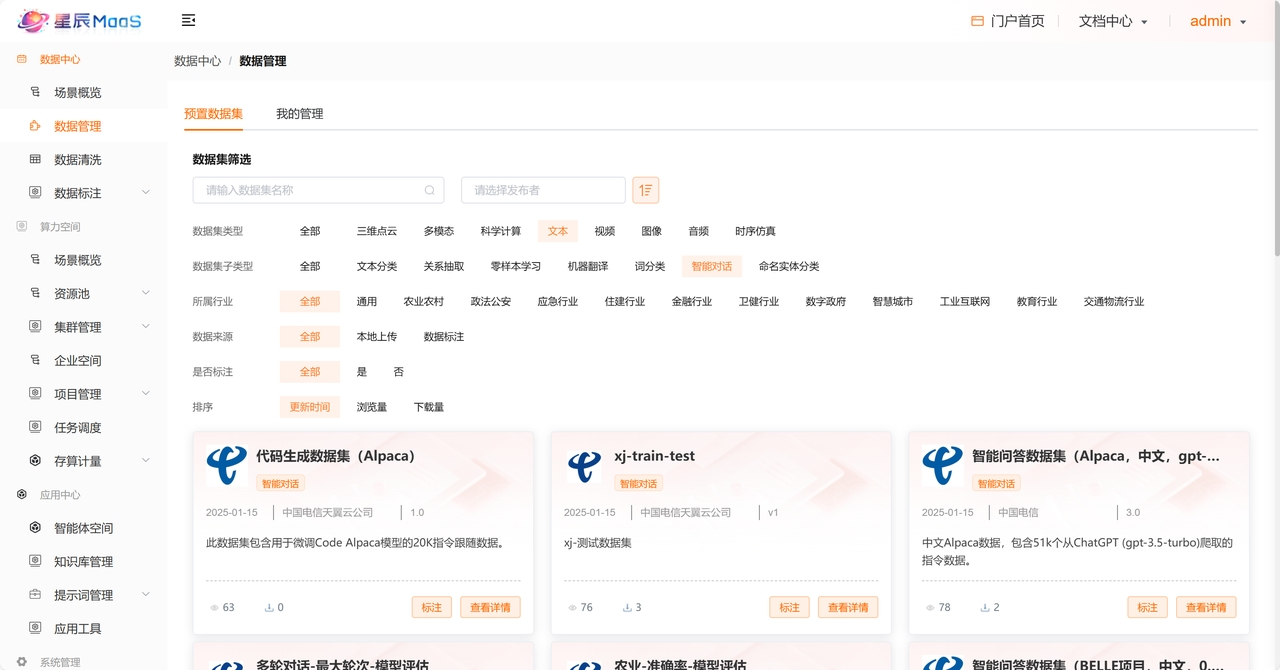 星辰MaaS
门户首页
文档中心
admin
数据中心
场景概览
数据管理
数据清洗
数据标注
算力空间
场景概览
资源池
集群管理
企业空间
项目管理
任务调度
存算计量
应用中心
智能体空间
知识库管理
提示词管理
应用工具
系统管理
数据中心 / 数据管理
预置数据集 我的管理
数据集筛选
请输入数据集名称 请选择发布者
数据集类型 全部 三维点云 多模态 科学计算 文本 视频 图像 音频 时序仿真
数据集子类型 全部 文本分类 关系抽取 零样本学习 机器翻译 词分类 智能对话 命名实体分类
所属行业 全部 通用 农业农村 政法公安 应急行业 住建行业 金融行业 卫健行业 数字政府 智慧城市 工业互联网 教育行业 交通物流行业
数据来源 全部 本地上传 数据标注
是否标注 全部 是 否
排序 更新时间 浏览量 下载量
代码生成数据集（Alpaca）
智能对话
2025-01-15 中国电信天翼云公司 1.0
此数据集包含用于微调Code Alpaca模型的20K指令跟随数据。
63 0 标注 查看详情
xj-train-test
智能对话
2025-01-15 中国电信天翼云公司 v1
xj-测试数据集
76 3 标注 查看详情
智能问答数据集（Alpaca，中文，gpt-...
智能对话
2025-01-15 中国电信 3.0
中文Alpaca数据，包含51k个从ChatGPT (gpt-3.5-turbo)爬取的
指令数据。
78 2 标注 查看详情
多轮对话-最大轮次-模型评估
农业-准确率-模型评估
智能问答数据集（BELLE项目，中文，0....